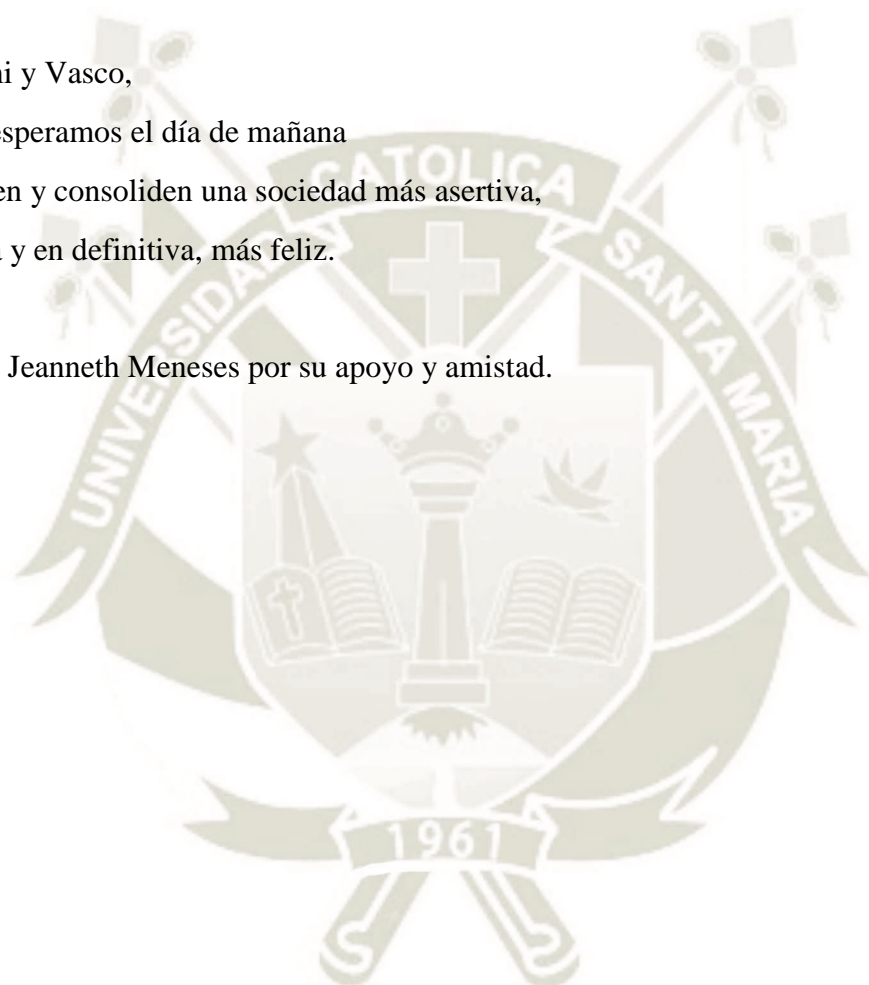 ni y Vasco,
esperamos el día de mañana
en y consoliden una sociedad más asertiva,
a y en definitiva, más feliz.
Jeanneth Meneses por su apoyo y amistad.
UNIVERSIDAD CATOLICA SANTA MARIA
1961